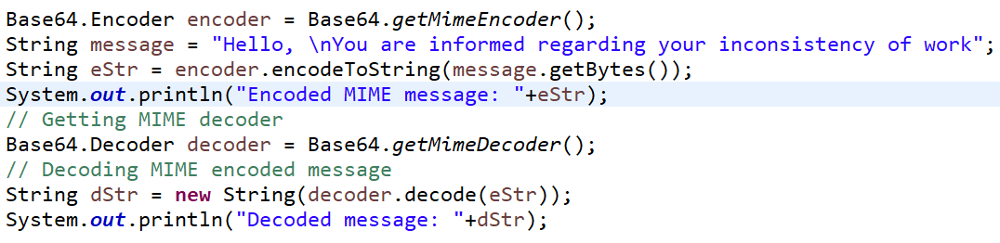 Base64.Encoder encoder = Base64.getMimeEncoder();
String message = "Hello, \nYou are informed regarding your inconsistency of work";
String eStr = encoder.encodeToString(message.getBytes());
System.out.println("Encoded MIME message: "+eStr);
// Getting MIME decoder
Base64.Decoder decoder = Base64.getMimeDecoder();
// Decoding MIME encoded message
String dStr = new String(decoder.decode(eStr));
System.out.println("Decoded message: "+dStr);